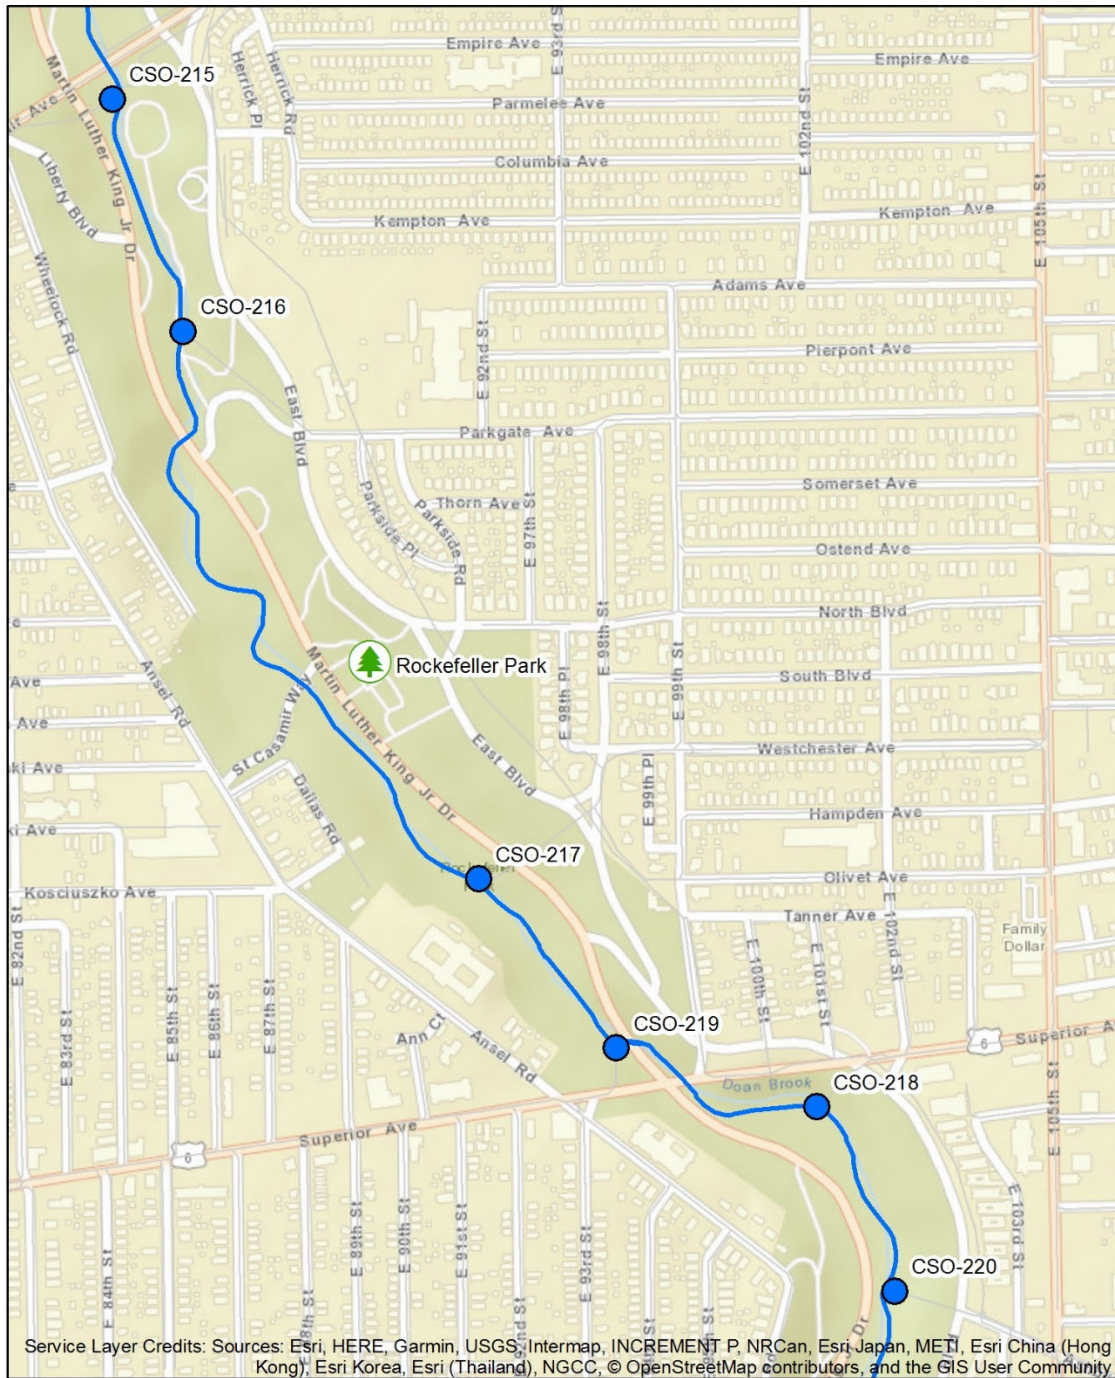 Empire Ave
E 93rd S
Empire Ave
CSO-215
Herrick Pl
Herrick Rd
Martin Luther King Jr Dr
Parmelee Ave
E 102nd St
Columbia Ave
Liberty Blvd
Kempton Ave
Kempton Ave
E 105th St
Wheelock Rd
Adams Ave
CSO-216
E 92nd St
Pierpont Ave
East Blvd
Parkgate Ave
Somerset Ave
Thorn Ave
Parkside Pl
Parkside Rd
E 97th St
Ostend Ave
E 98th St
North Blvd
Rockefeller Park
Ansel Rd
Martin Luther King Jr Dr
E 98th Pl
E 99th St
South Blvd
St Casamir Way
Westchester Ave
East Blvd
ki Ave
Dallas Rd
E 99th Pl
Hampden Ave
ki Ave
CSO-217
Kosciuszko Ave
Olivet Ave
Tanner Ave
E 82nd St
E 102nd St
Family
Dollar
E 100th St
E 101st St
E 83rd St
E 85th St
E 86th St
E 87th St
Ann Ct
Ansel Rd
CSO-219
Superior Ave
6
Doan Brook
CSO-218
E 105th St
Superior Ave
6
E 84th St
E 89th St
E 90th St
E 91st St
E 93rd St
E 103rd St
CSO-220
E 92nd St
Service Layer Credits: Sources: Esri, HERE, Garmin, USGS, Intermap, INCREMENT P, NRCan, Esri Japan, METI, Esri China (Hong
Kong), Esri Korea, Esri (Thailand), NGCC, © OpenStreetMap contributors, and the GIS User Community